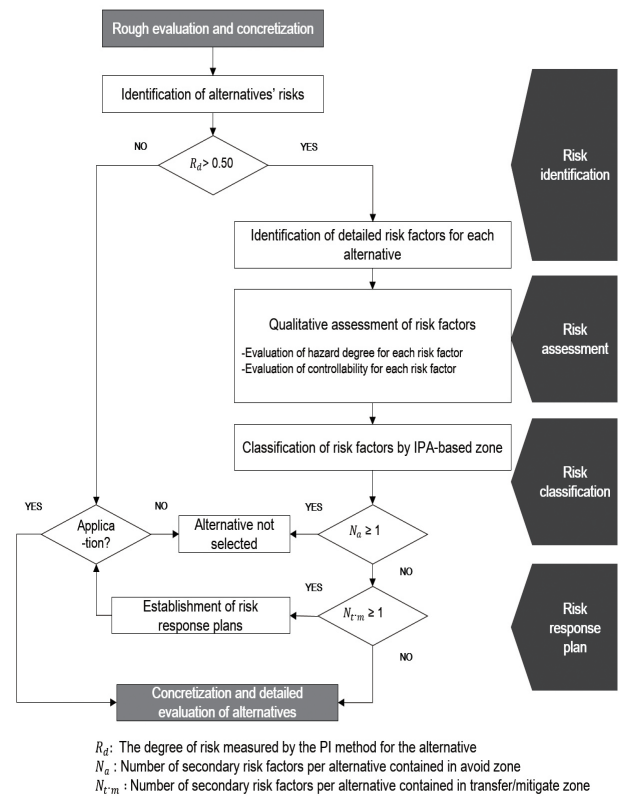 Rough evaluation and concretization
Identification of alternatives' risks
NO
YES
R_d > 0.50
Risk
identification
Identification of detailed risk factors for each
alternative
Qualitative assessment of risk factors
-Evaluation of hazard degree for each risk factor
-Evaluation of controllability for each risk factor
Risk
assessment
Classification of risk factors by IPA-based zone
Risk
classification
YES
NO
YES
Applica
-tion?
Alternative not
selected
N_a ≥ 1
NO
YES
Establishment of risk
response plans
N_t·m ≥ 1
Risk
response
plan
NO
Concretization and detailed
evaluation of alternatives
R_d: The degree of risk measured by the PI method for the alternative
N_a : Number of secondary risk factors per alternative contained in avoid zone
N_t·m : Number of secondary risk factors per alternative contained in transfer/mitigate zone